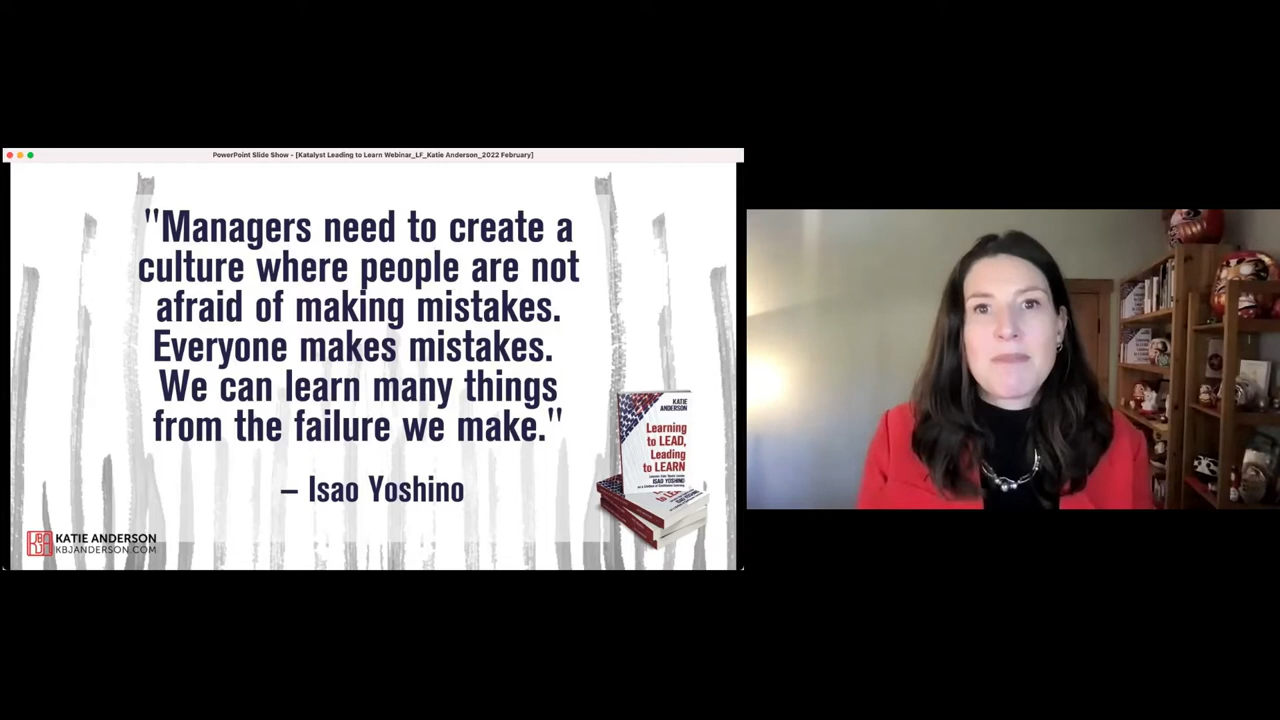 PowerPoint Slide Show - [Katalyst Leading to Learn Webinar_LF_Katie Anderson_2022 February]
"Managers need to create a
culture where people are not
afraid of making mistakes.
Everyone makes mistakes.
We can learn many things
from the failure we make."
– Isao Yoshino
KATIE
ANDERSON
Learning
to LEAD,
Leading
to LEARN
ISAO YOSHINO
KATIE ANDERSON
KBJANDERSON.COM